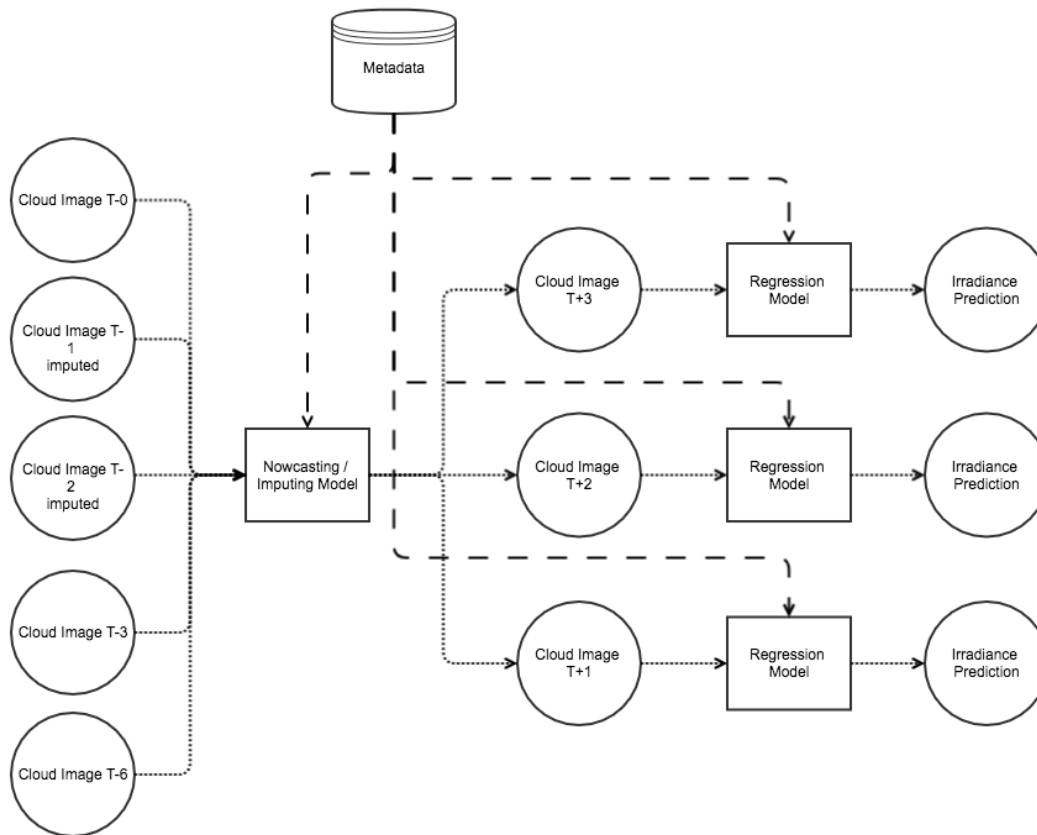 Metadata
Cloud Image T-0
Cloud Image T-
1
imputed
Cloud Image T-
2
imputed
Cloud Image T-3
Cloud Image T-6
Nowcasting /
Imputing Model
Cloud Image
T+3
Regression
Model
Irradiance
Prediction
Cloud Image
T+2
Regression
Model
Irradiance
Prediction
Cloud Image
T+1
Regression
Model
Irradiance
Prediction